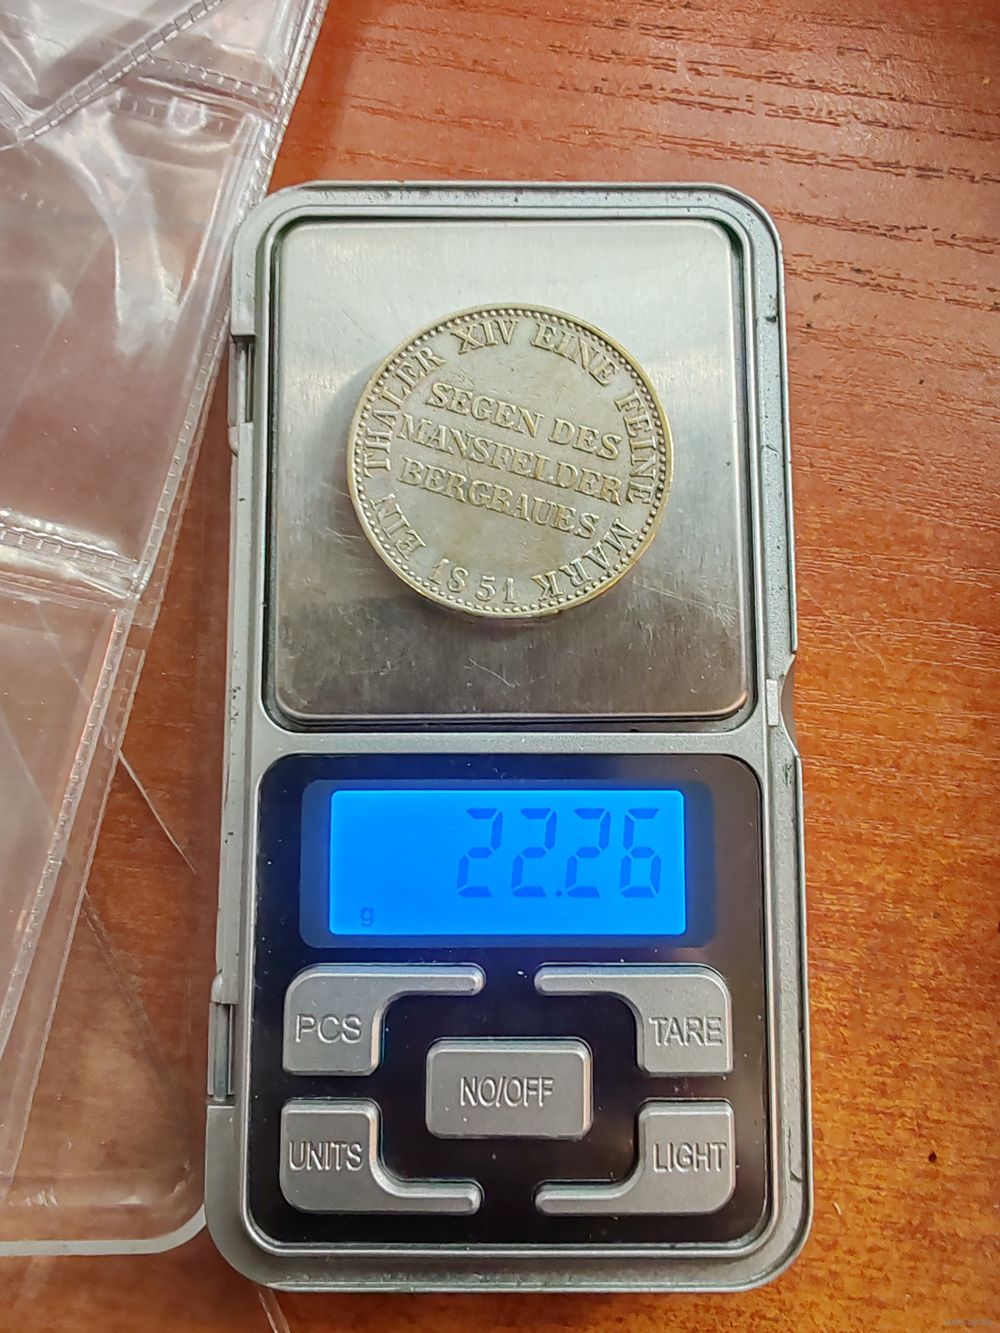 EIN THALER XIV EINE FEINE MARK
SEGEN DES
MANSFELDER
BERGBAUES
1851
22.26
g
PCS
TARE
NO/OFF
UNITS
LIGHT